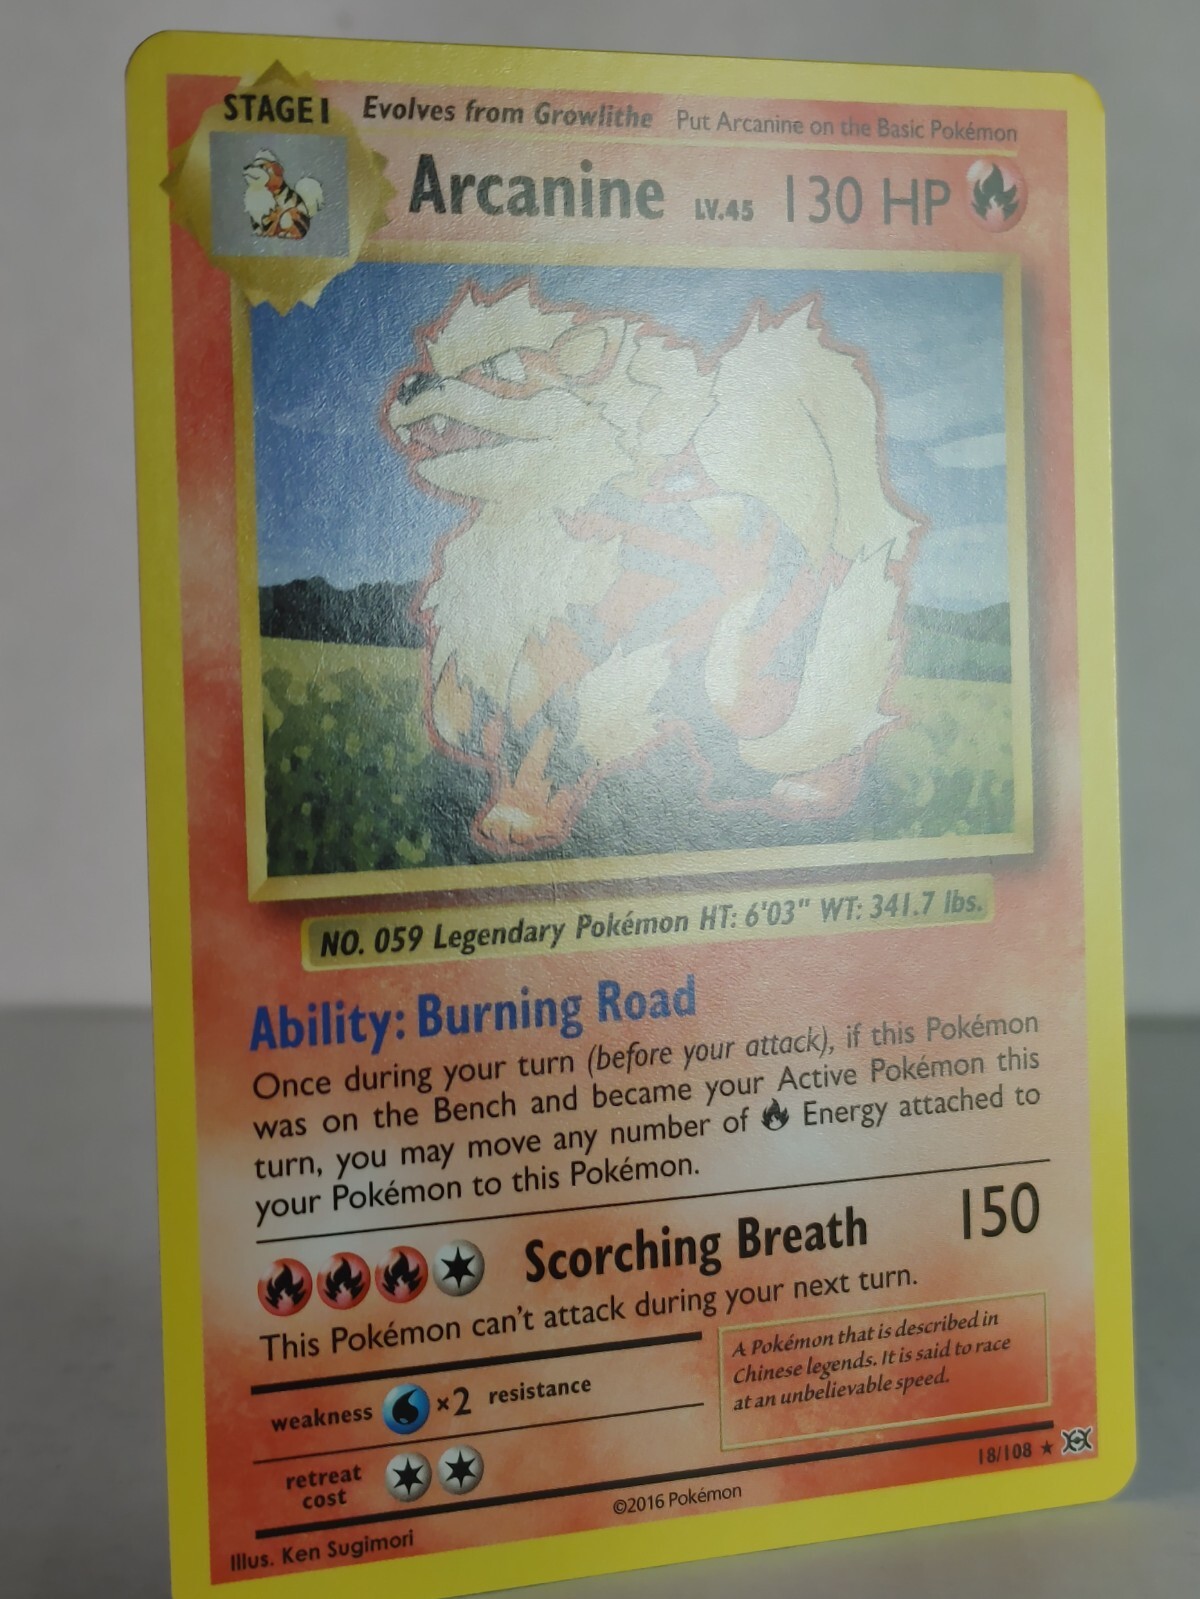 STAGE 1 Evolves from Growlithe Put Arcanine on the Basic Pokémon
Arcanine LV.45 130 HP
NO. 059 Legendary Pokémon HT: 6'03" WT: 341.7 lbs.
Ability: Burning Road
Once during your turn (before your attack), if this Pokémon
was on the Bench and became your Active Pokémon this
turn, you may move any number of Energy attached to
your Pokémon to this Pokémon.
Scorching Breath 150
This Pokémon can't attack during your next turn.
A Pokémon that is described in
Chinese legends. It is said to race
at an unbelievable speed.
weakness ×2 resistance
retreat
cost
18/108 ★
©2016 Pokémon
Illus. Ken Sugimori